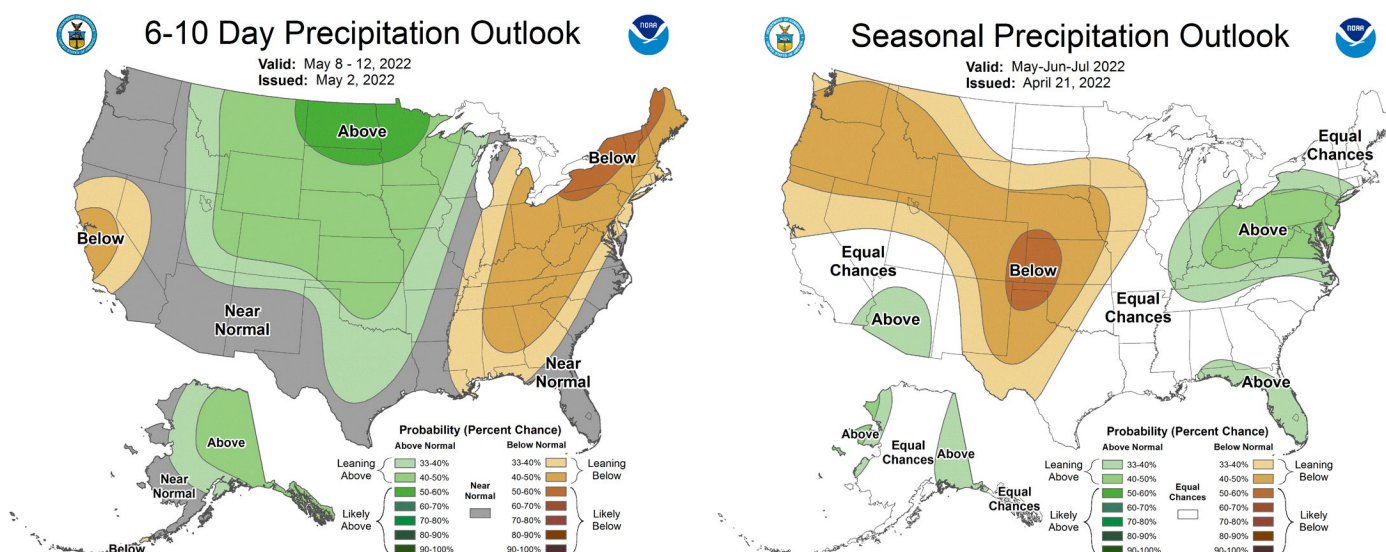 6-10 Day Precipitation Outlook
NOAA
Valid: May 8 - 12, 2022
Issued: May 2, 2022
Above
Below
Below
Near
Normal
Near
Normal
Above
Near
Normal
Below
Probability (Percent Chance)
Above Normal
Below Normal
Leaning
Above
33-40%
40-50%
50-60%
60-70%
70-80%
80-90%
90-100%
Likely
Above
Near
Normal
33-40%
40-50%
50-60%
60-70%
70-80%
80-90%
90-100%
Leaning
Below
Likely
Below
Seasonal Precipitation Outlook
NOAA
Valid: May-Jun-Jul 2022
Issued: April 21, 2022
Equal
Chances
Above
Equal
Chances
Below
Equal
Chances
Above
Above
Above
Equal
Chances
Above
Equal
Chances
Probability (Percent Chance)
Above Normal
Below Normal
Leaning
Above
33-40%
40-50%
50-60%
60-70%
70-80%
80-90%
90-100%
Likely
Above
Equal
Chances
33-40%
40-50%
50-60%
60-70%
70-80%
80-90%
90-100%
Leaning
Below
Likely
Below